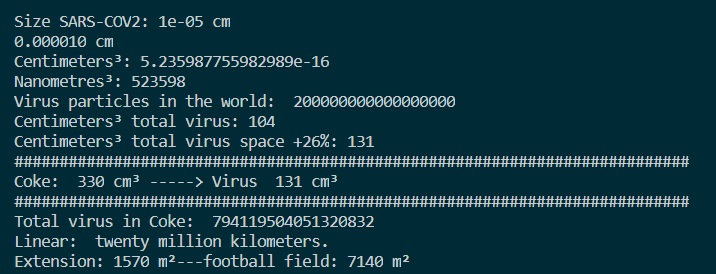 Size SARS-COV2: 1e-05 cm
0.000010 cm
Centimeters³: 5.235987755982989e-16
Nanometres³: 523598
Virus particles in the world:  200000000000000000
Centimeters³ total virus: 104
Centimeters³ total virus space +26%: 131
###########################################################################
Coke:  330 cm³ -----> Virus  131 cm³
###########################################################################
Total virus in Coke:  794119504051320832
Linear:  twenty million kilometers.
Extension: 1570 m²---football field: 7140 m²